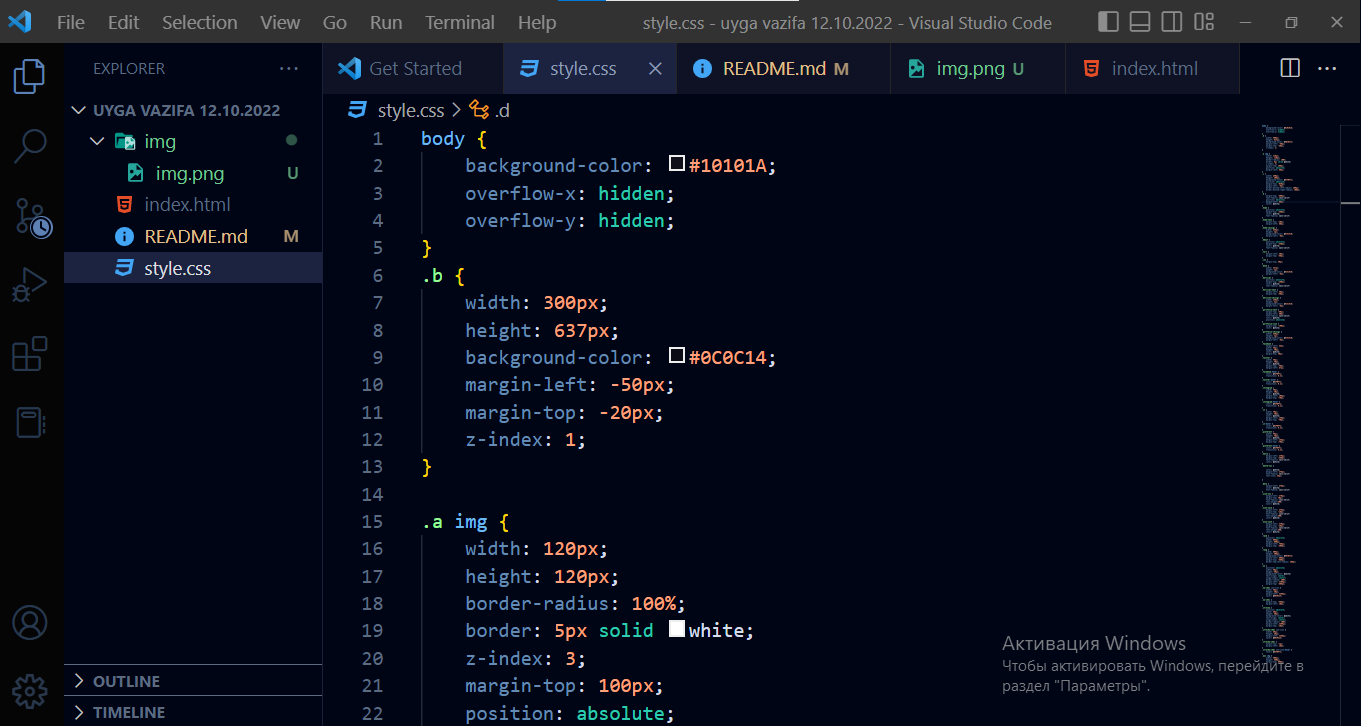 File Edit Selection View Go Run Terminal Help style.css - uyga vazifa 12.10.2022 - Visual Studio Code
EXPLORER
UYGA VAZIFA 12.10.2022
img
img.png U
index.html
README.md M
style.css
OUTLINE
TIMELINE
Get Started style.css README.md M img.png U index.html
style.css > .d
1 body {
2 background-color: #10101A;
3 overflow-x: hidden;
4 overflow-y: hidden;
5 }
6 .b {
7 width: 300px;
8 height: 637px;
9 background-color: #0C0C14;
10 margin-left: -50px;
11 margin-top: -20px;
12 z-index: 1;
13 }
14
15 .a img {
16 width: 120px;
17 height: 120px;
18 border-radius: 100%;
19 border: 5px solid white;
20 z-index: 3;
21 margin-top: 100px;
22 position: absolute;
Активация Windows
Чтобы активировать Windows, перейдите в
раздел "Параметры".